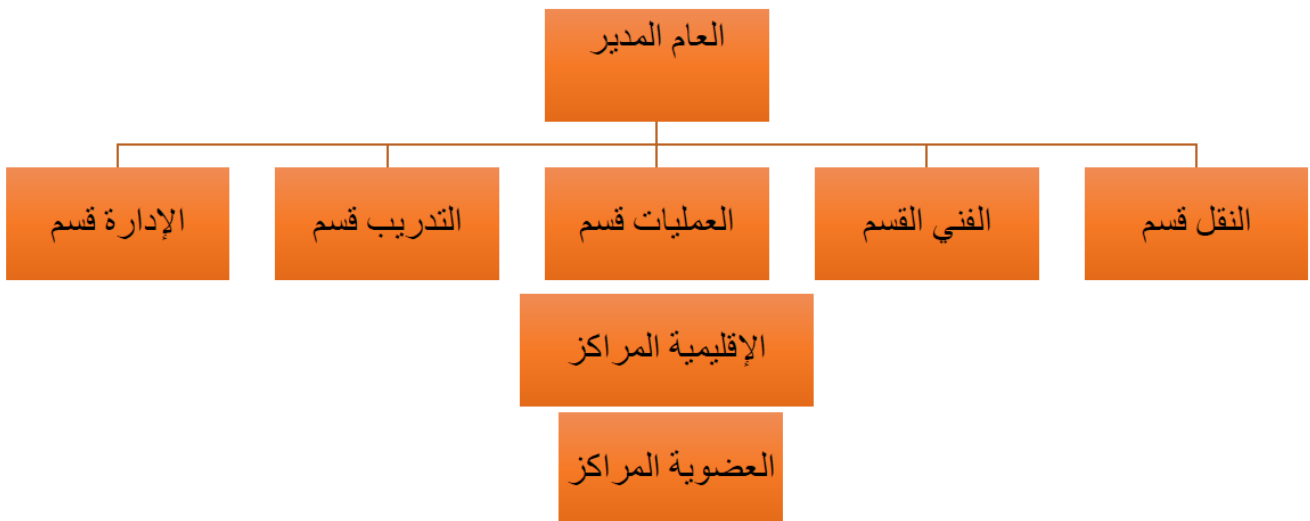 العام المدير
النقل قسم
الفني القسم
العمليات قسم
التدريب قسم
الإدارة قسم
الإقليمية المراكز
العضوية المراكز